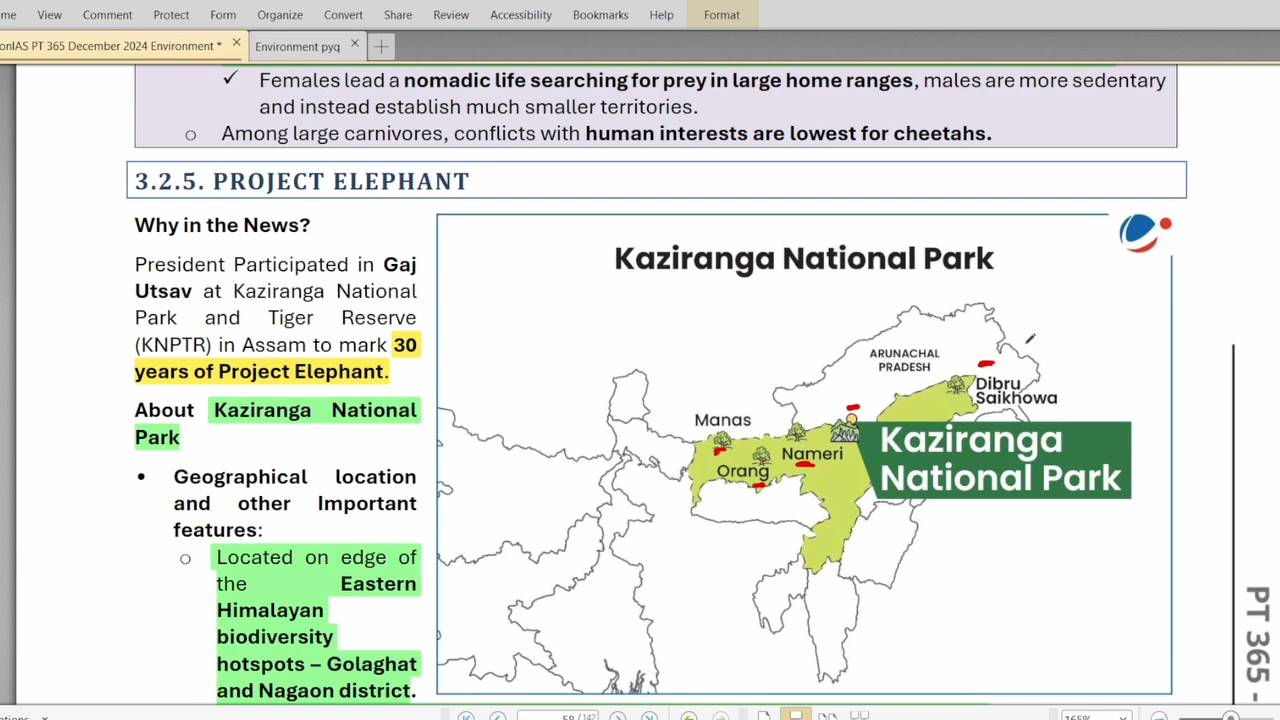 me View Comment Protect Form Organize Convert Share Review Accessibility Bookmarks Help Format
onIAS PT 365 December 2024 Environment * × Environment pyq ×
✓ Females lead a nomadic life searching for prey in large home ranges, males are more sedentary
and instead establish much smaller territories.
○ Among large carnivores, conflicts with human interests are lowest for cheetahs.
3.2.5. PROJECT ELEPHANT
Why in the News?
President Participated in Gaj
Utsav at Kaziranga National
Park and Tiger Reserve
(KNPTR) in Assam to mark 30
years of Project Elephant.
About Kaziranga National
Park
• Geographical location
and other Important
features:
○ Located on edge of
the Eastern
Himalayan
biodiversity
hotspots – Golaghat
and Nagaon district.
Kaziranga National Park
ARUNACHAL
PRADESH
Dibru
Saikhowa
Manas
Nameri
Orang
Kaziranga
National Park
PT 365 -